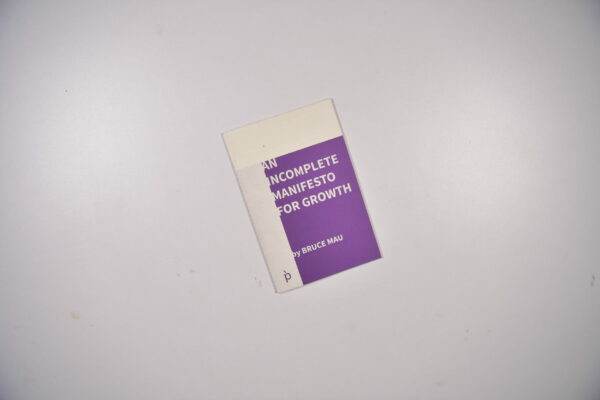 AN
INCOMPLETE
MANIFESTO
FOR GROWTH
by BRUCE MAU
p